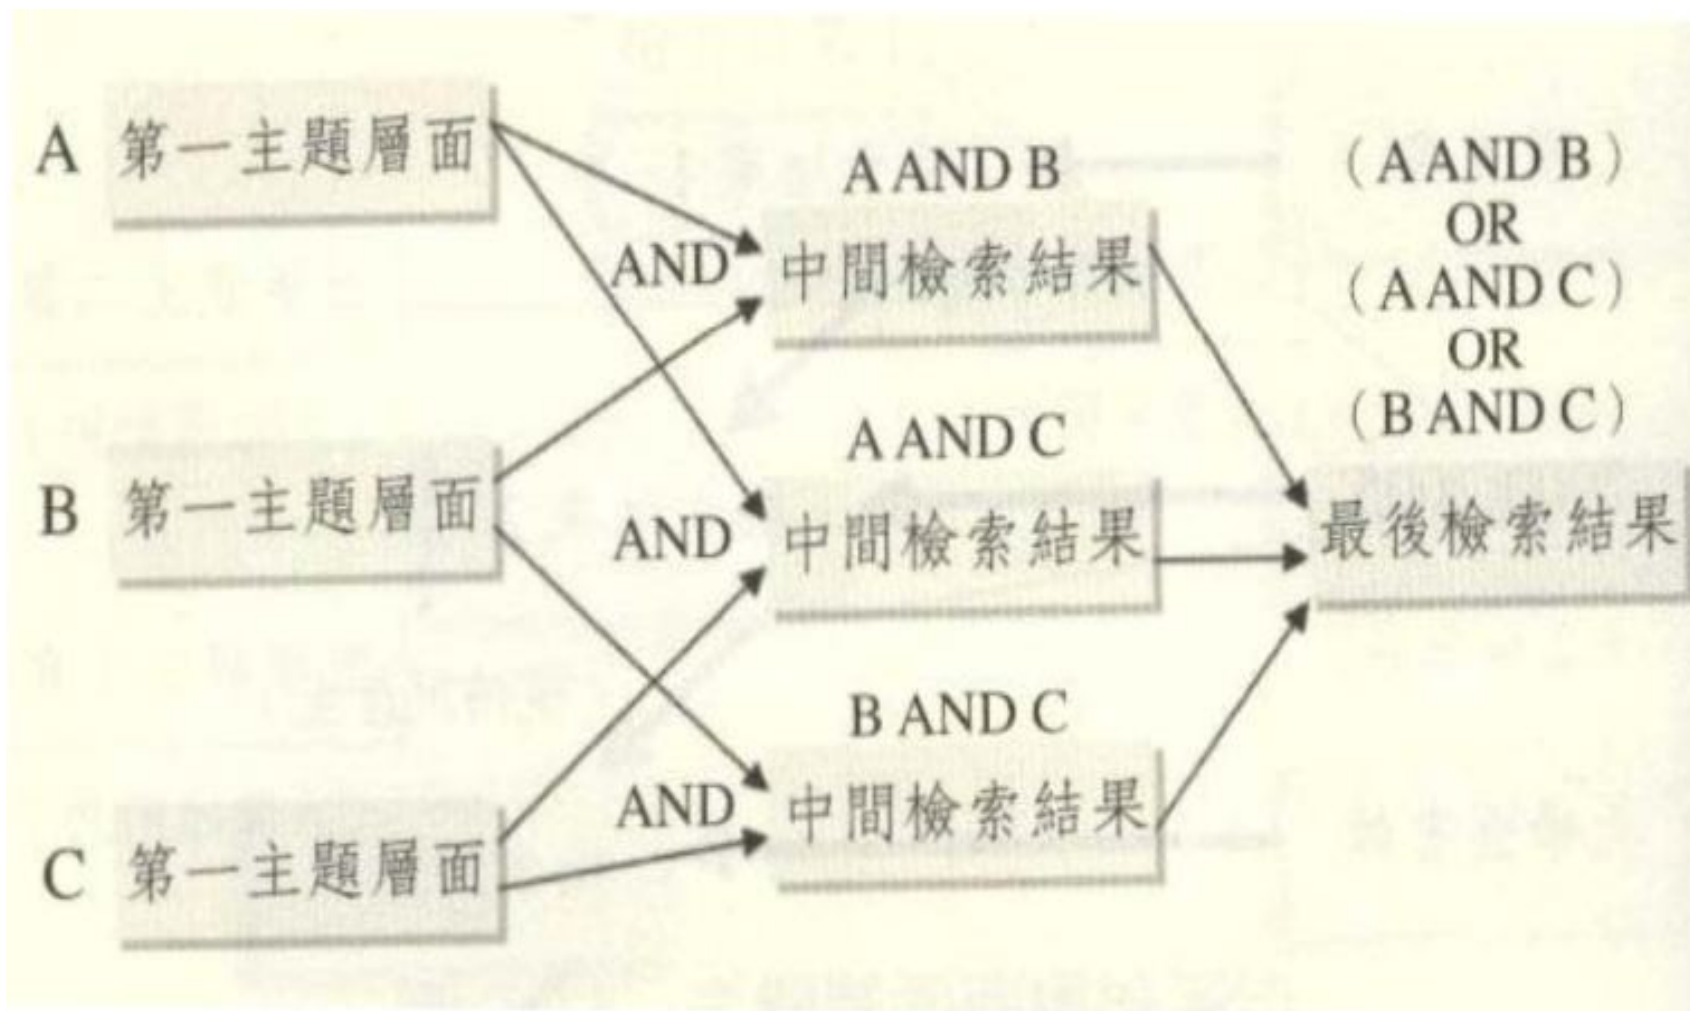 A 第一主題層面
B 第一主題層面
C 第一主題層面
AND
AND
AND
A AND B
中間檢索結果
A AND C
中間檢索結果
B AND C
中間檢索結果
(A AND B)
OR
(A AND C)
OR
(B AND C)
最後檢索結果